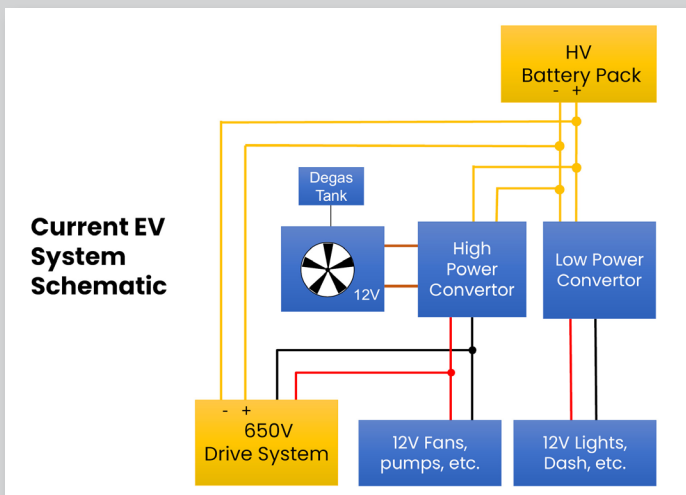 HV
Battery Pack
- +
Degas
Tank
Current EV
System
Schematic
12V
High
Power
Convertor
Low Power
Convertor
- +
650V
Drive System
12V Fans,
pumps, etc.
12V Lights,
Dash, etc.